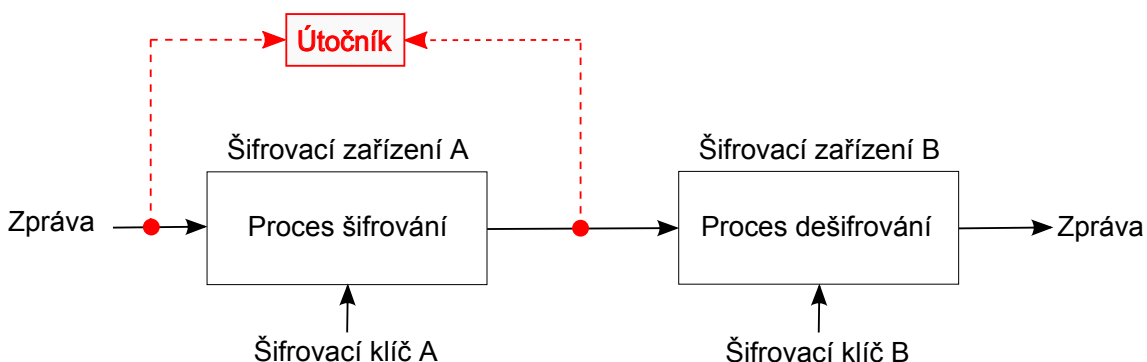 Útočník
Šifrovací zařízení A
Šifrovací zařízení B
Zpráva
Proces šifrování
Proces dešifrování
Zpráva
Šifrovací klíč A
Šifrovací klíč B